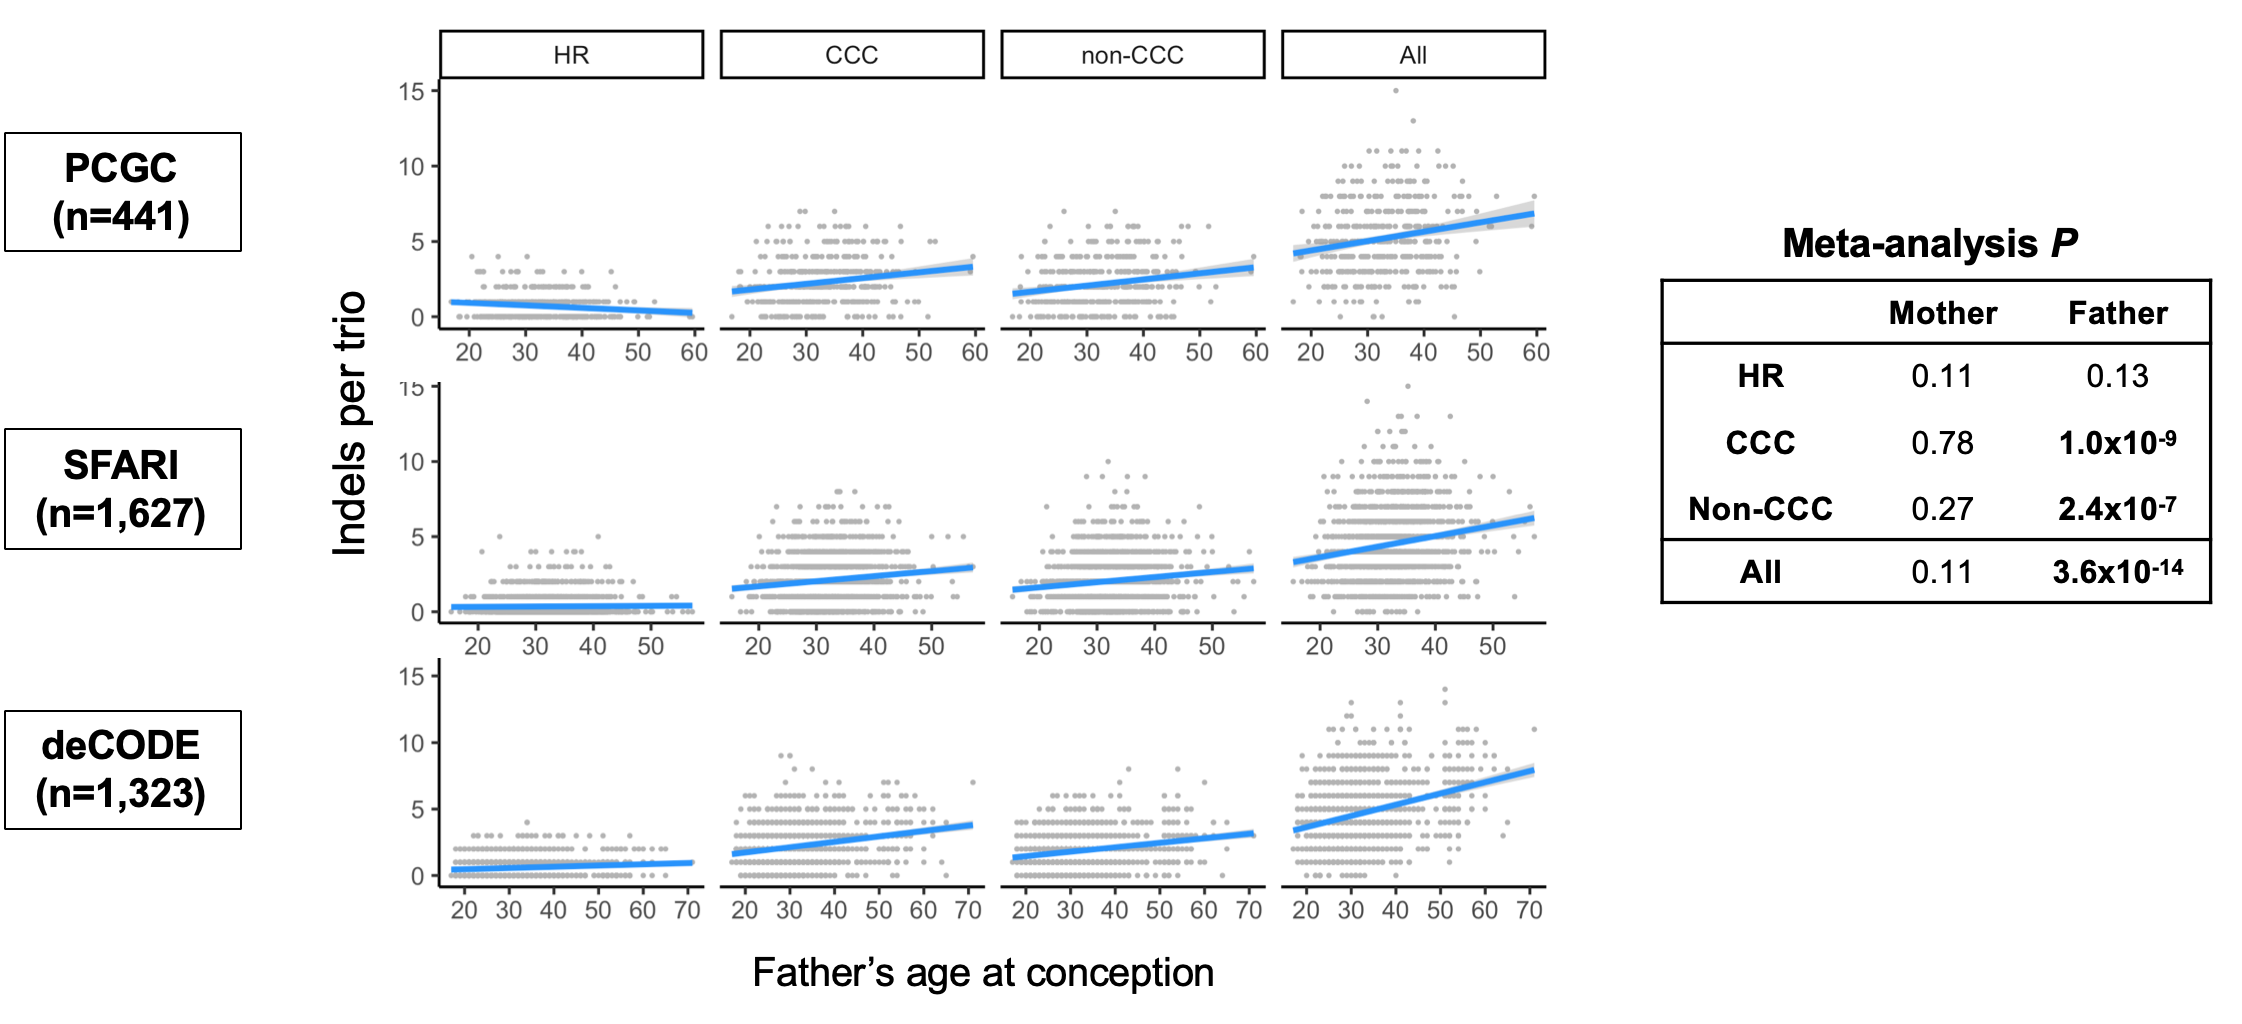 HR CCC non-CCC All
PCGC
(n=441)
15
10
5
0
20 30 40 50 60 20 30 40 50 60 20 30 40 50 60 20 30 40 50 60
SFARI
(n=1,627)
15
10
5
0
20 30 40 50 20 30 40 50 20 30 40 50 20 30 40 50
deCODE
(n=1,323)
15
10
5
0
20 30 40 50 60 70 20 30 40 50 60 70 20 30 40 50 60 70 20 30 40 50 60 70
Indels per trio
Father’s age at conception
Meta-analysis P
Mother Father
HR 0.11 0.13
CCC 0.78 1.0x10⁻⁹
Non-CCC 0.27 2.4x10⁻⁷
All 0.11 3.6x10⁻¹⁴